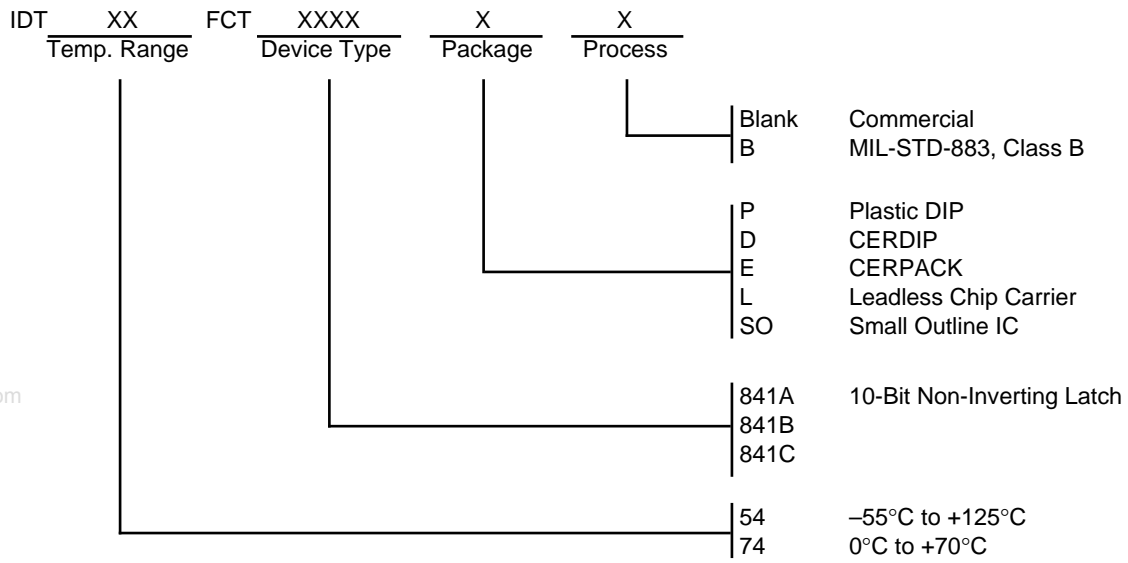 IDT XX FCT XXXX X X
Temp. Range Device Type Package Process
Blank Commercial
B MIL-STD-883, Class B
P Plastic DIP
D CERDIP
E CERPACK
L Leadless Chip Carrier
SO Small Outline IC
om
841A 10-Bit Non-Inverting Latch
841B
841C
54 –55°C to +125°C
74 0°C to +70°C